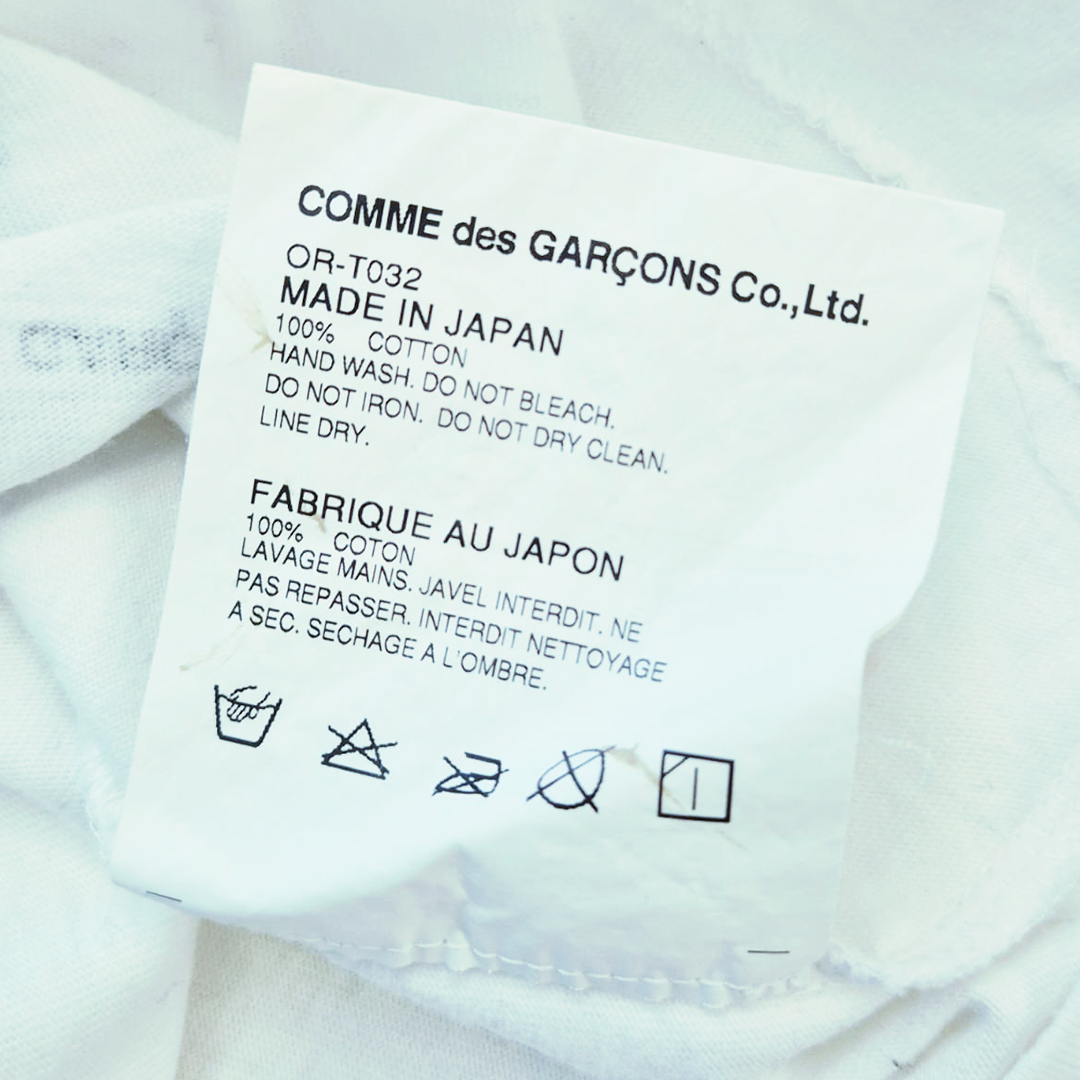 COMME des GARÇONS Co.,Ltd.
OR-T032
MADE IN JAPAN
100% COTTON
HAND WASH. DO NOT BLEACH.
DO NOT IRON. DO NOT DRY CLEAN.
LINE DRY.
FABRIQUE AU JAPON
100% COTON
LAVAGE MAINS. JAVEL INTERDIT. NE
PAS REPASSER. INTERDIT NETTOYAGE
A SEC. SECHAGE A L'OMBRE.